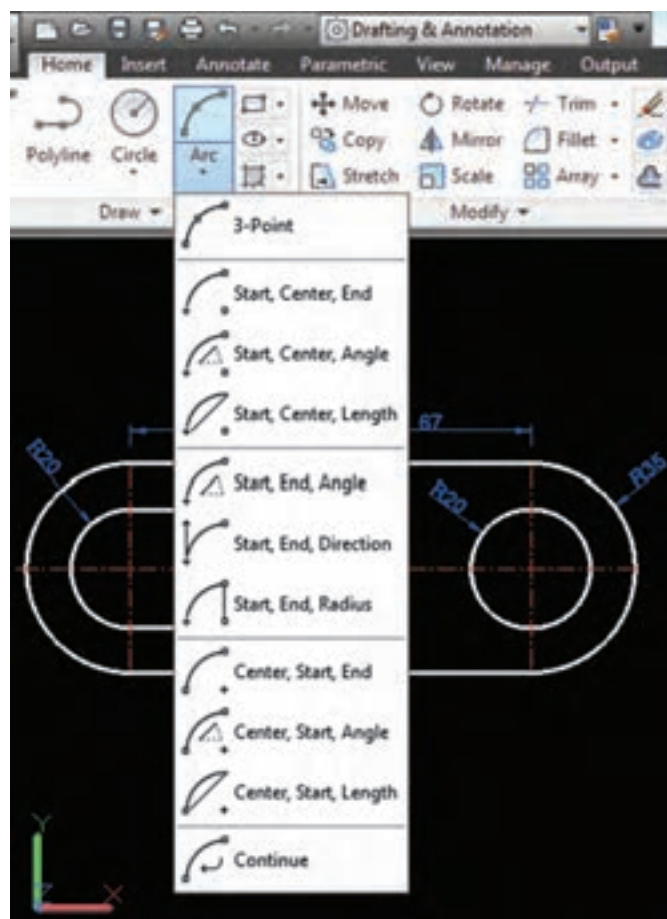 Drafting & Annotation
Home Insert Annotate Parametric View Manage Output
Polyline Circle Arc Move Rotate Trim
Copy Mirror Fillet
Stretch Scale Array
Draw Modify
3-Point
Start, Center, End
Start, Center, Angle
Start, Center, Length
Start, End, Angle
Start, End, Direction
Start, End, Radius
Center, Start, End
Center, Start, Angle
Center, Start, Length
Continue
67
R20
R20
R35
Y
Z
X